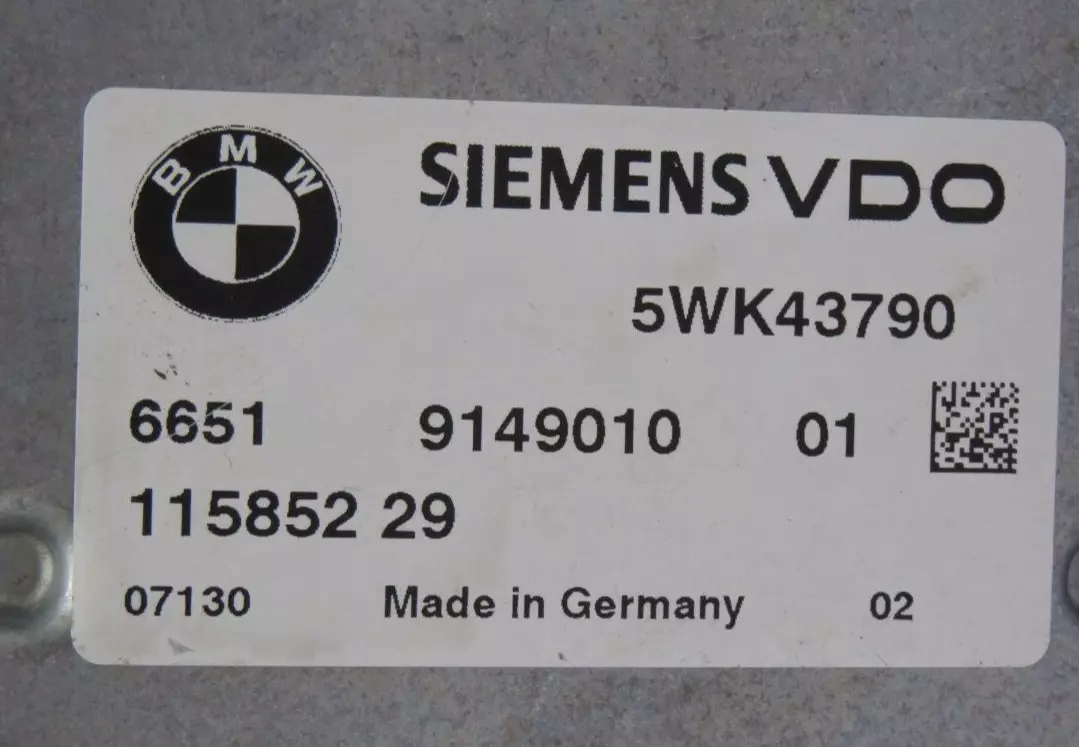 BMW
SIEMENS VDO
5WK43790
6651 9149010 01
115852 29
07130 Made in Germany 02